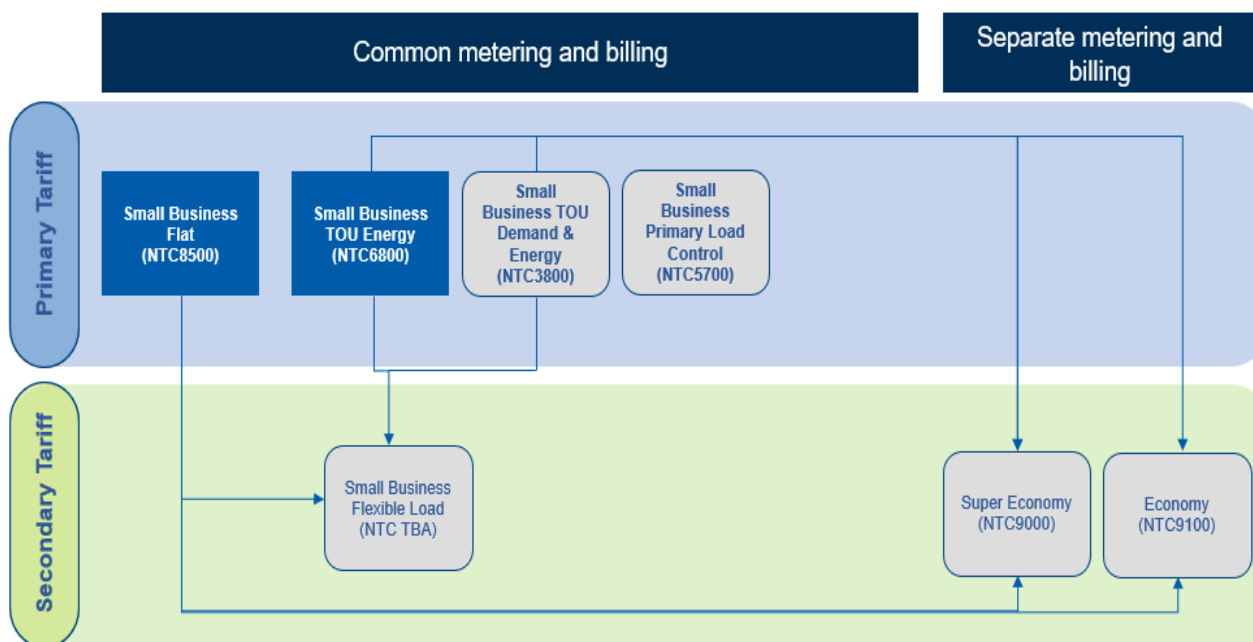 Common metering and billing
Separate metering and
billing
Primary Tariff
Small Business
Flat
(NTC8500)
Small Business
TOU Energy
(NTC6800)
Small
Business TOU
Demand &
Energy
(NTC3800)
Small
Business
Primary Load
Control
(NTC5700)
Secondary Tariff
Small Business
Flexible Load
(NTC TBA)
Super Economy
(NTC9000)
Economy
(NTC9100)